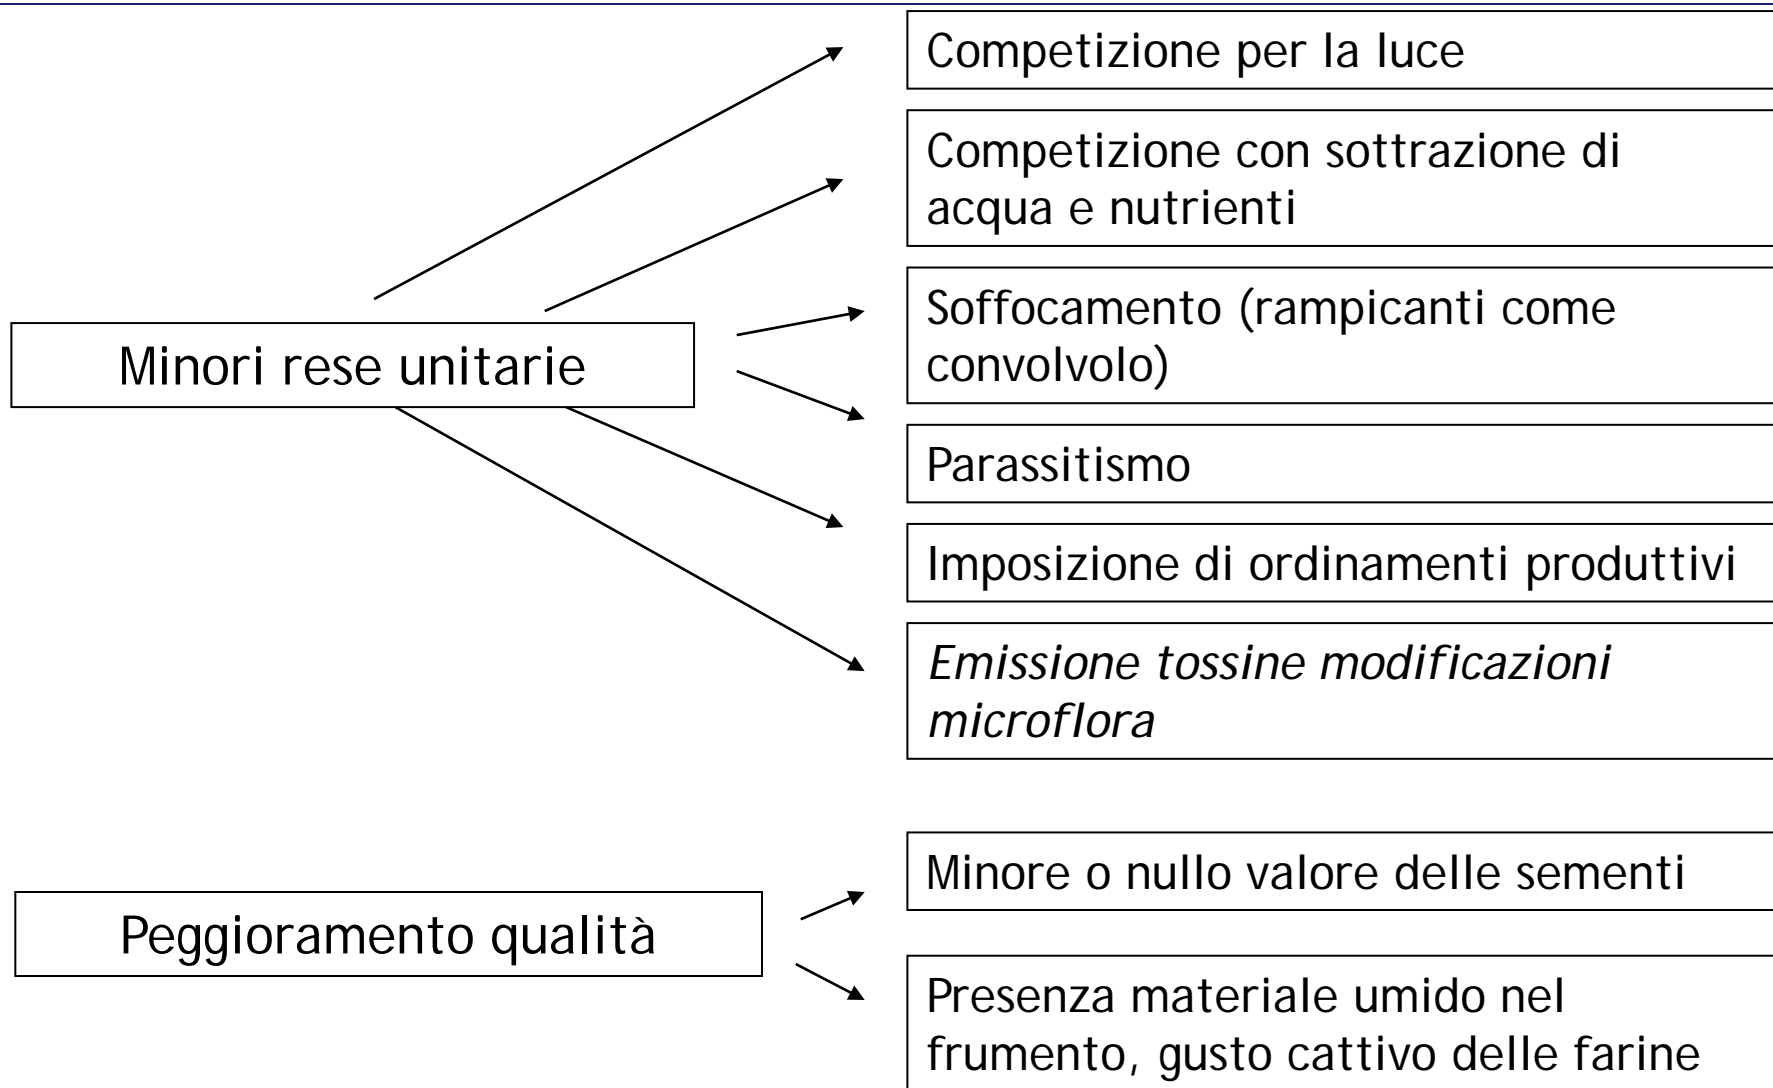 Competizione per la luce
Competizione con sottrazione di
acqua e nutrienti
Soffocamento (rampicanti come
convolvolo)
Minori rese unitarie
Parassitismo
Imposizione di ordinamenti produttivi
Emissione tossine modificazioni
microflora
Minore o nullo valore delle sementi
Peggioramento qualità
Presenza materiale umido nel
frumento, gusto cattivo delle farine